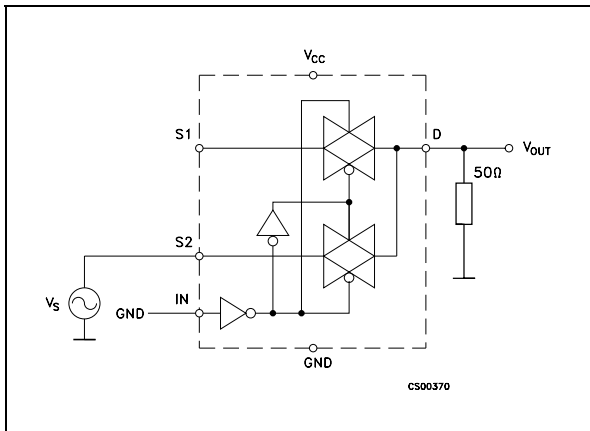 VCC
S1
D
VOUT
50Ω
S2
VS
IN
GND
GND
CS00370